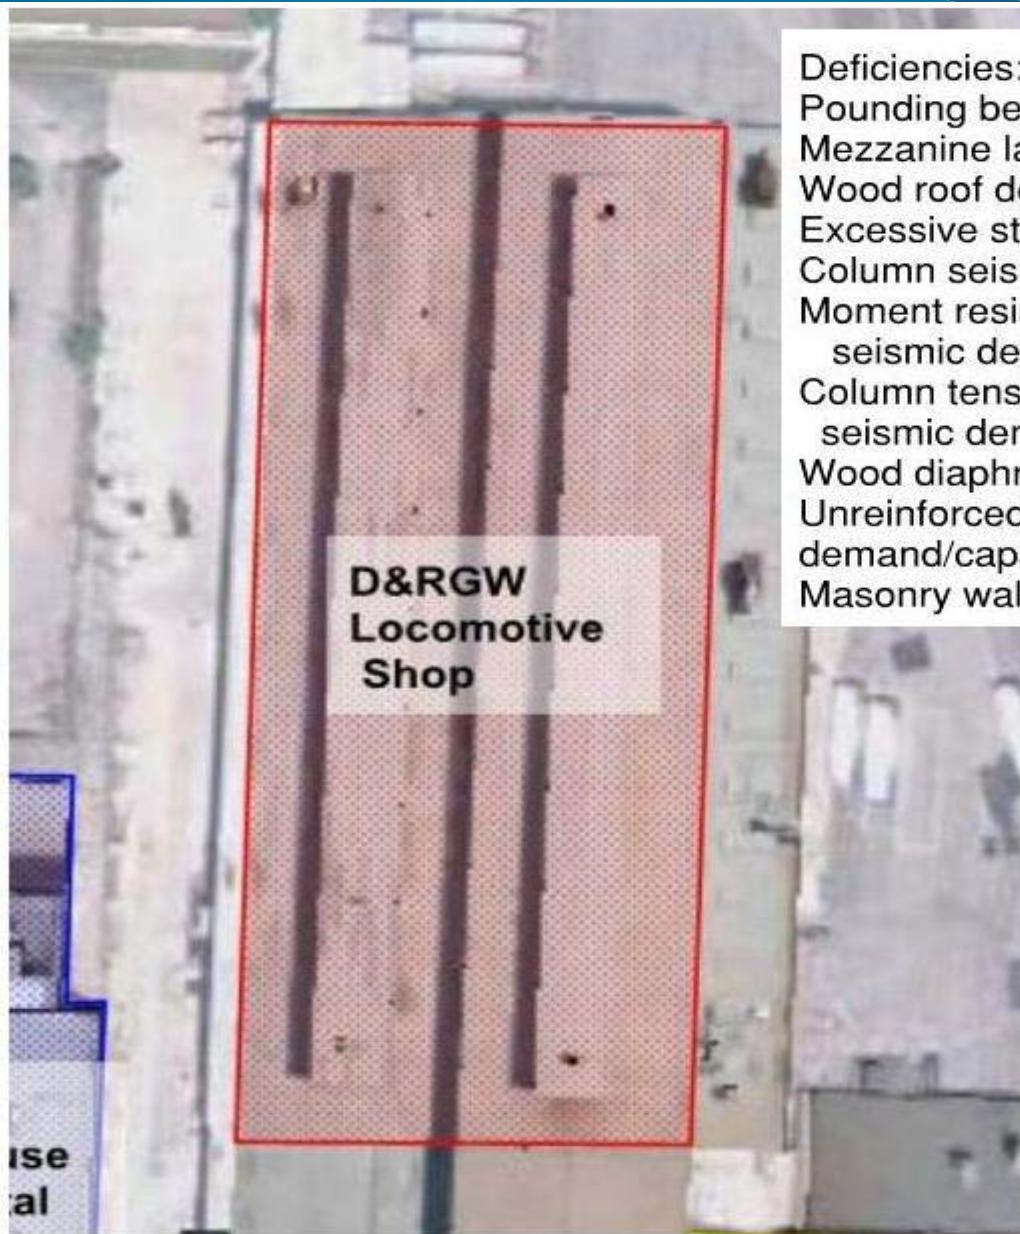 Deficiencies:
Pounding be
Mezzanine la
Wood roof de
Excessive st
Column seis
Moment resi
seismic de
Column tens
seismic der
Wood diaphr
Unreinforced
demand/capa
Masonry wal
D&RGW
Locomotive
Shop
use
al